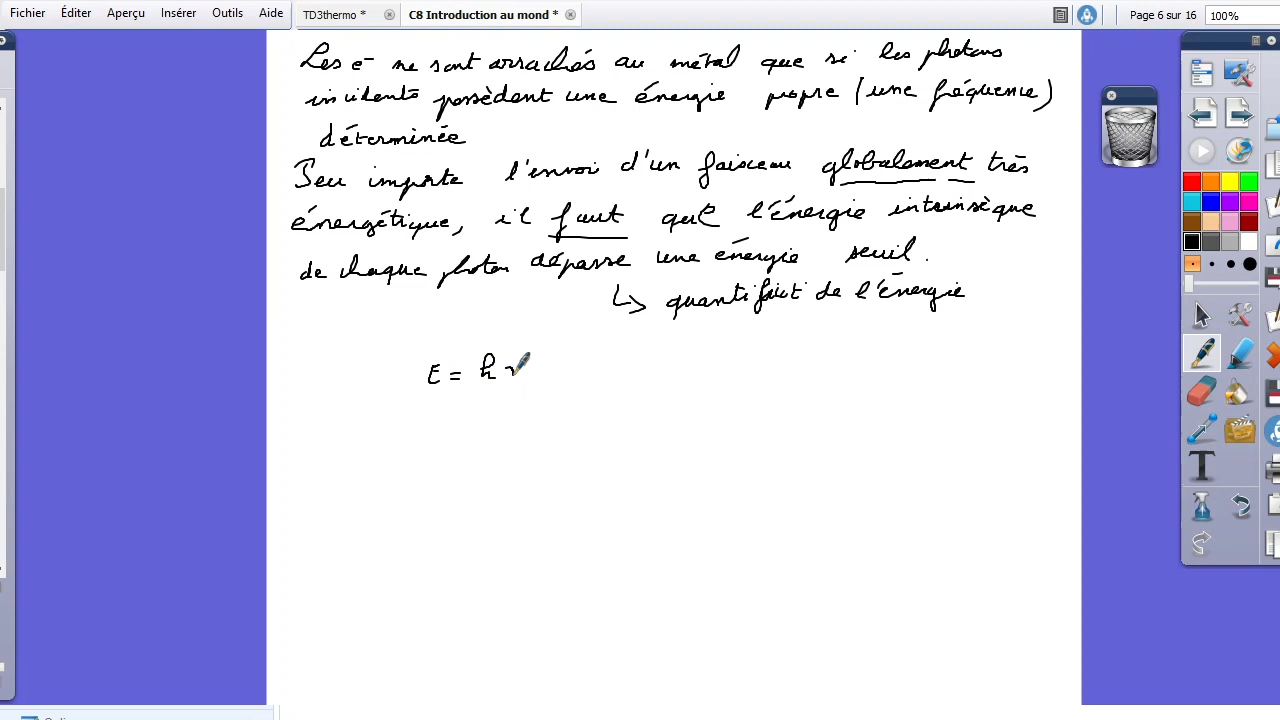 Fichier Éditer Aperçu Insérer Outils Aide
TD3thermo * C8 Introduction au mond *
Page 6 sur 16 100%
Les e- ne sont arrachés au métal que si les photons
incidents possèdent une énergie propre (une fréquence)
déterminée
Peu importe l'envoi d'un faisceau globalement très
énergétique, il faut que l'énergie intrinsèque
de chaque photon dépasse une énergie seuil.
↳ quantif de l'énergie
E = h ν
T